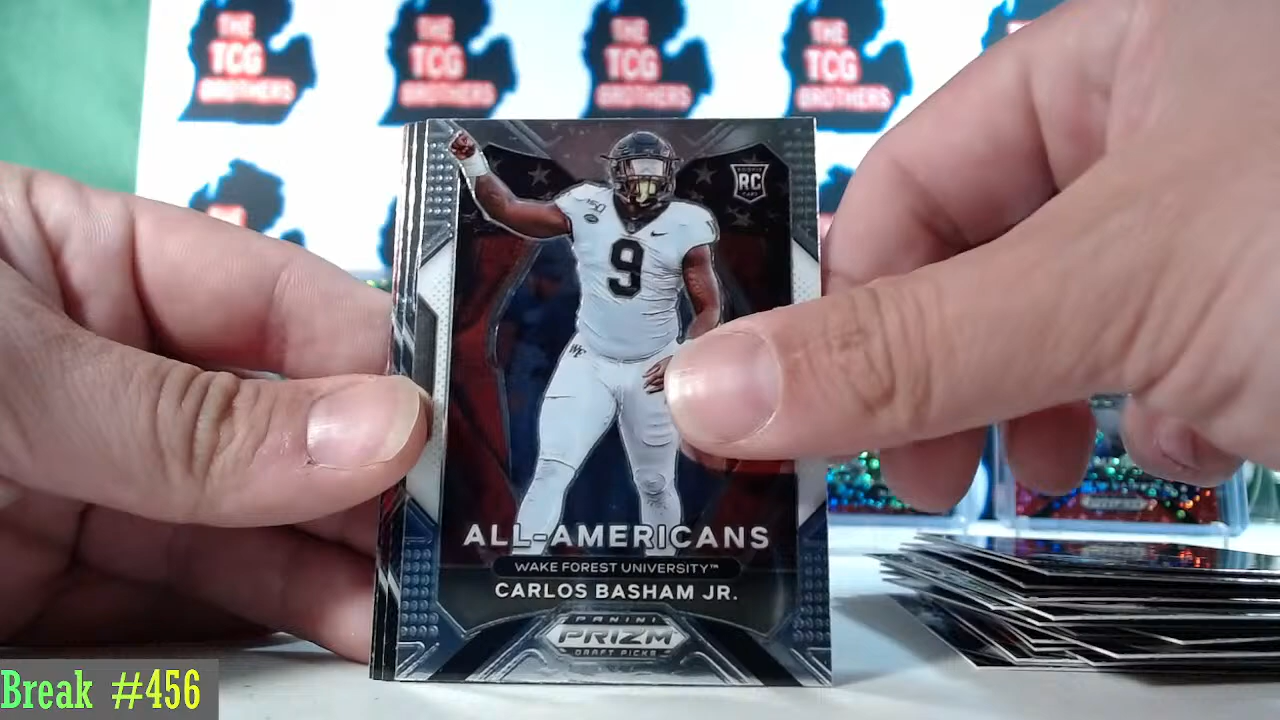 THE
TCG
BROTHERS
THE
TCG
BROTHERS
THE
TCG
BROTHERS
THE
TCG
BROTHERS
RC
9
WF
ALL-AMERICANS
WAKE FOREST UNIVERSITY™
CARLOS BASHAM JR.
PANINI
PRIZM
DRAFT PICKS
Break #456